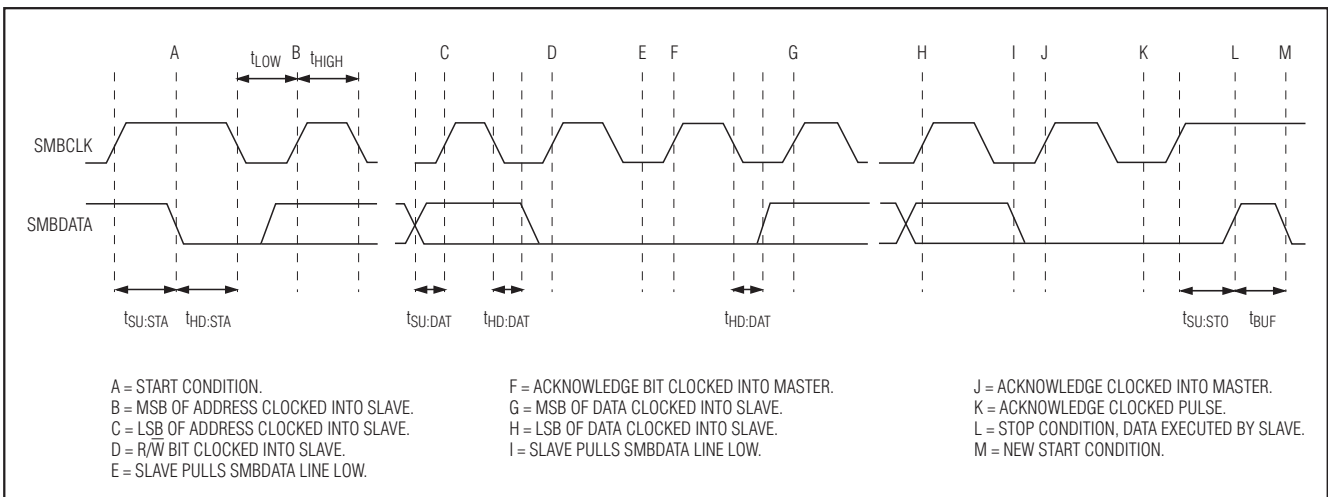 A tLOW B tHIGH C D E F G H I J K L M
SMBCLK
SMBDATA
tSU:STA tHD:STA tSU:DAT tHD:DAT tHD:DAT tSU:STO tBUF
A = START CONDITION.
B = MSB OF ADDRESS CLOCKED INTO SLAVE.
C = LSB OF ADDRESS CLOCKED INTO SLAVE.
D = R/W̅ BIT CLOCKED INTO SLAVE.
E = SLAVE PULLS SMBDATA LINE LOW.
F = ACKNOWLEDGE BIT CLOCKED INTO MASTER.
G = MSB OF DATA CLOCKED INTO SLAVE.
H = LSB OF DATA CLOCKED INTO SLAVE.
I = SLAVE PULLS SMBDATA LINE LOW.
J = ACKNOWLEDGE CLOCKED INTO MASTER.
K = ACKNOWLEDGE CLOCKED PULSE.
L = STOP CONDITION, DATA EXECUTED BY SLAVE.
M = NEW START CONDITION.